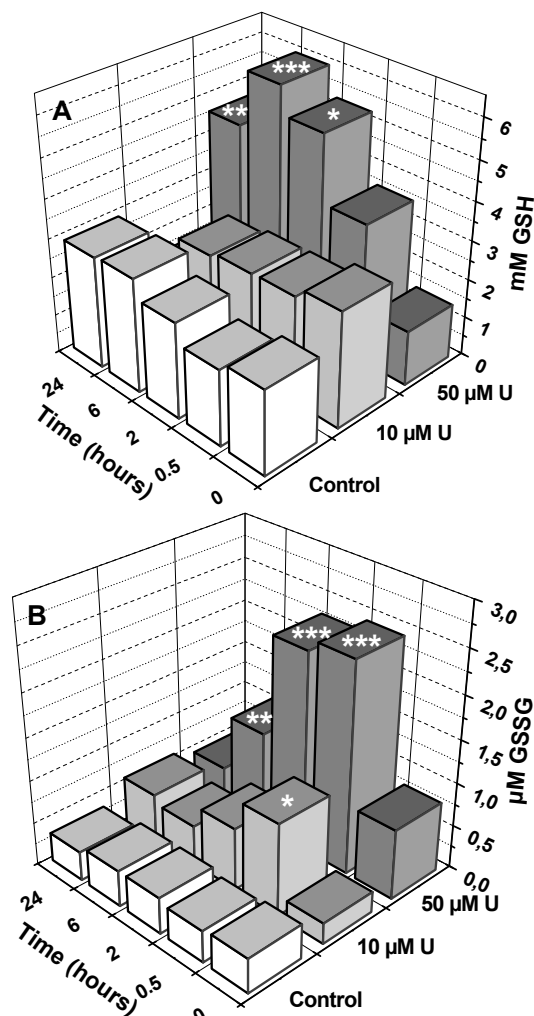 A
**
***
*
6
5
4
3
2
1
0
mM GSH
24
6
2
0.5
0
Time (hours)
50 µM U
10 µM U
Control
B
***
***
**
*
3,0
2,5
2,0
1,5
1,0
0,5
0,0
µM GSSG
24
6
2
0.5
0
Time (hours)
50 µM U
10 µM U
Control